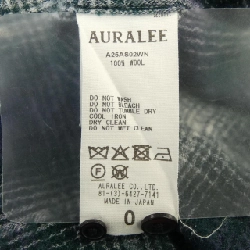 AURALEE
100% WOOL
DO NOT WASH
DO NOT BLEACH
DO NOT TUMBLE DRY
COOL IRON
DRY CLEAN
DO NOT WET CLEAN
AURALEE CO., LTD.
MADE IN JAPAN
0